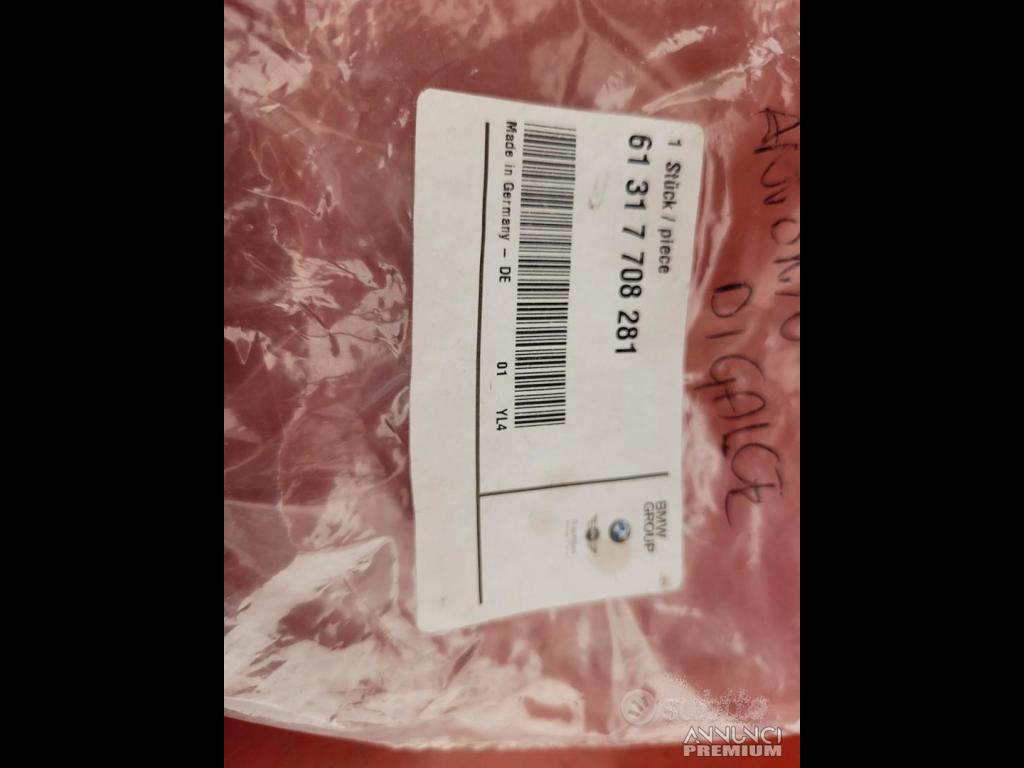 1 Stück / piece
61 31 7 708 281
Made in Germany – DE 01 YL4
BMW
GROUP
DI GALCE
subito
ANNUNCI
PREMIUM